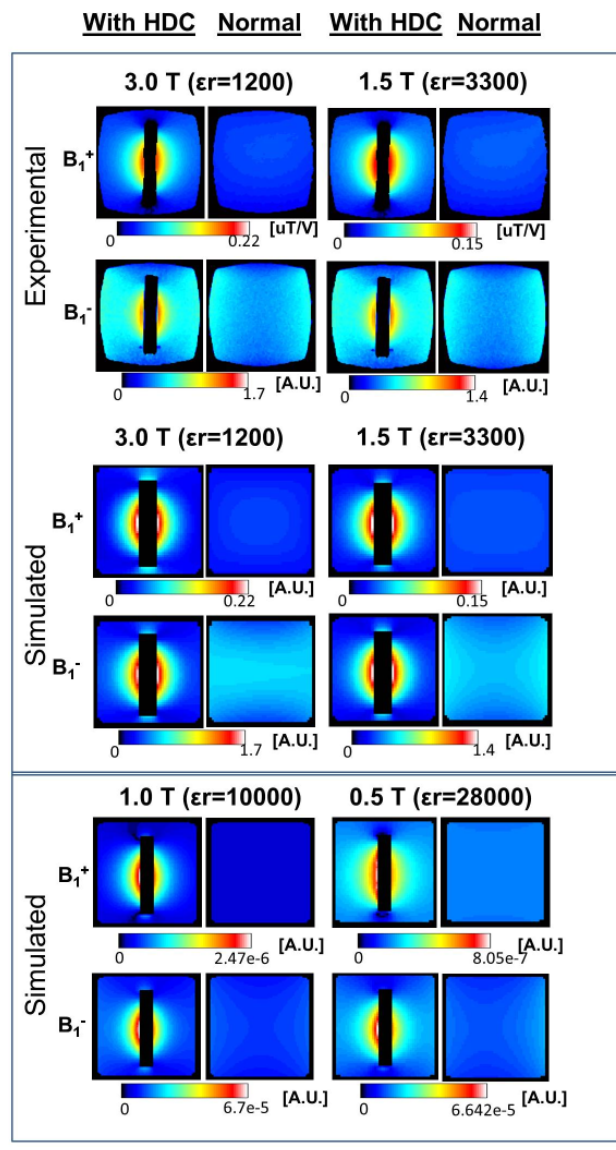 With HDC Normal With HDC Normal
3.0 T (εr=1200) 1.5 T (εr=3300)
Experimental
B₁⁺
0 0.22 [uT/V] 0 0.15 [uT/V]
B₁⁻
0 1.7 [A.U.] 0 1.4 [A.U.]
3.0 T (εr=1200) 1.5 T (εr=3300)
Simulated
B₁⁺
0 0.22 [A.U.] 0 0.15 [A.U.]
B₁⁻
0 1.7 [A.U.] 0 1.4 [A.U.]
1.0 T (εr=10000) 0.5 T (εr=28000)
Simulated
B₁⁺
0 2.47e-6 [A.U.] 0 8.05e-7 [A.U.]
B₁⁻
0 6.7e-5 [A.U.] 0 6.642e-5 [A.U.]